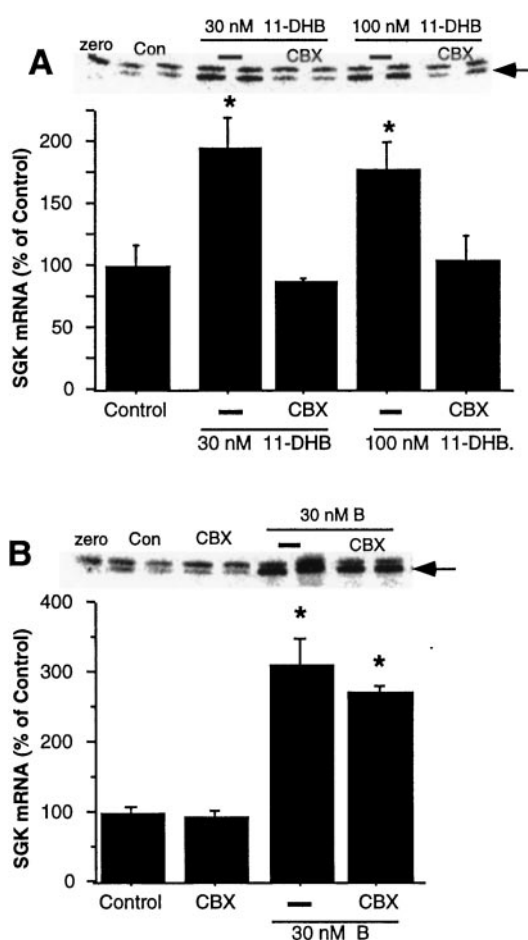 30 nM 11-DHB 100 nM 11-DHB
zero Con — CBX — CBX
A
* *
SGK mRNA (% of Control)
200
150
100
50
0
Control — CBX — CBX
30 nM 11-DHB 100 nM 11-DHB.
30 nM B
B zero Con CBX — CBX
* *
SGK mRNA (% of Control)
400
300
200
100
0
Control CBX — CBX
30 nM B